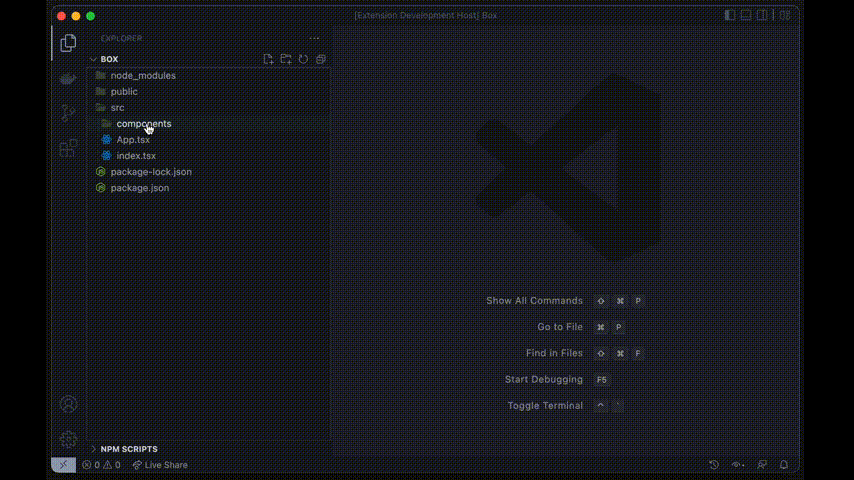 [Extension Development Host] Box
EXPLORER
BOX
node_modules
public
src
components
App.tsx
index.tsx
package-lock.json
package.json
Show All Commands ⇧ ⌘ P
Go to File ⌘ P
Find in Files ⇧ ⌘ F
Start Debugging F5
Toggle Terminal ⌃ `
NPM SCRIPTS
0 0 Live Share